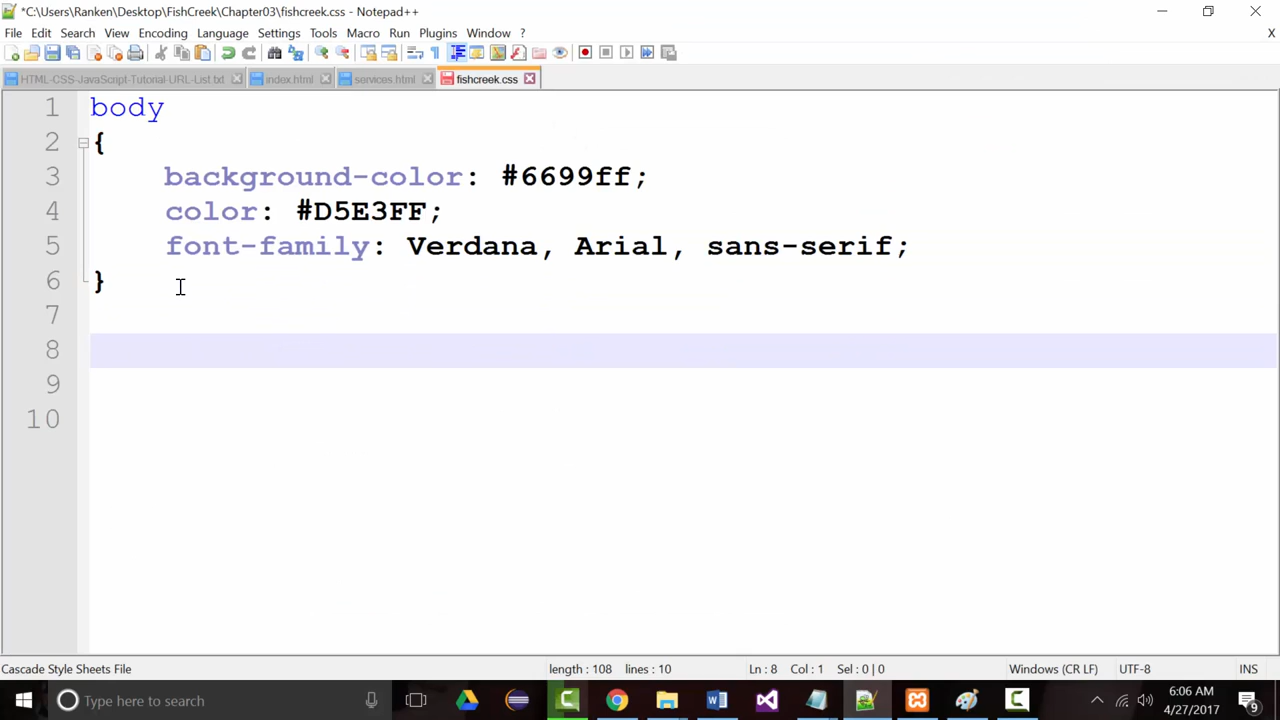 *C:\Users\Ranken\Desktop\FishCreek\Chapter03\fishcreek.css - Notepad++
File Edit Search View Encoding Language Settings Tools Macro Run Plugins Window ? X
HTML-CSS-JavaScript-Tutorial-URL-List.txt index.html services.html fishcreek.css
1 body
2 {
3 background-color: #6699ff;
4 color: #D5E3FF;
5 font-family: Verdana, Arial, sans-serif;
6 }
7
8
9
10
Cascade Style Sheets File length : 108 lines : 10 Ln : 8 Col : 1 Sel : 0 | 0 Windows (CR LF) UTF-8 INS
Type here to search 6:06 AM
4/27/2017 9